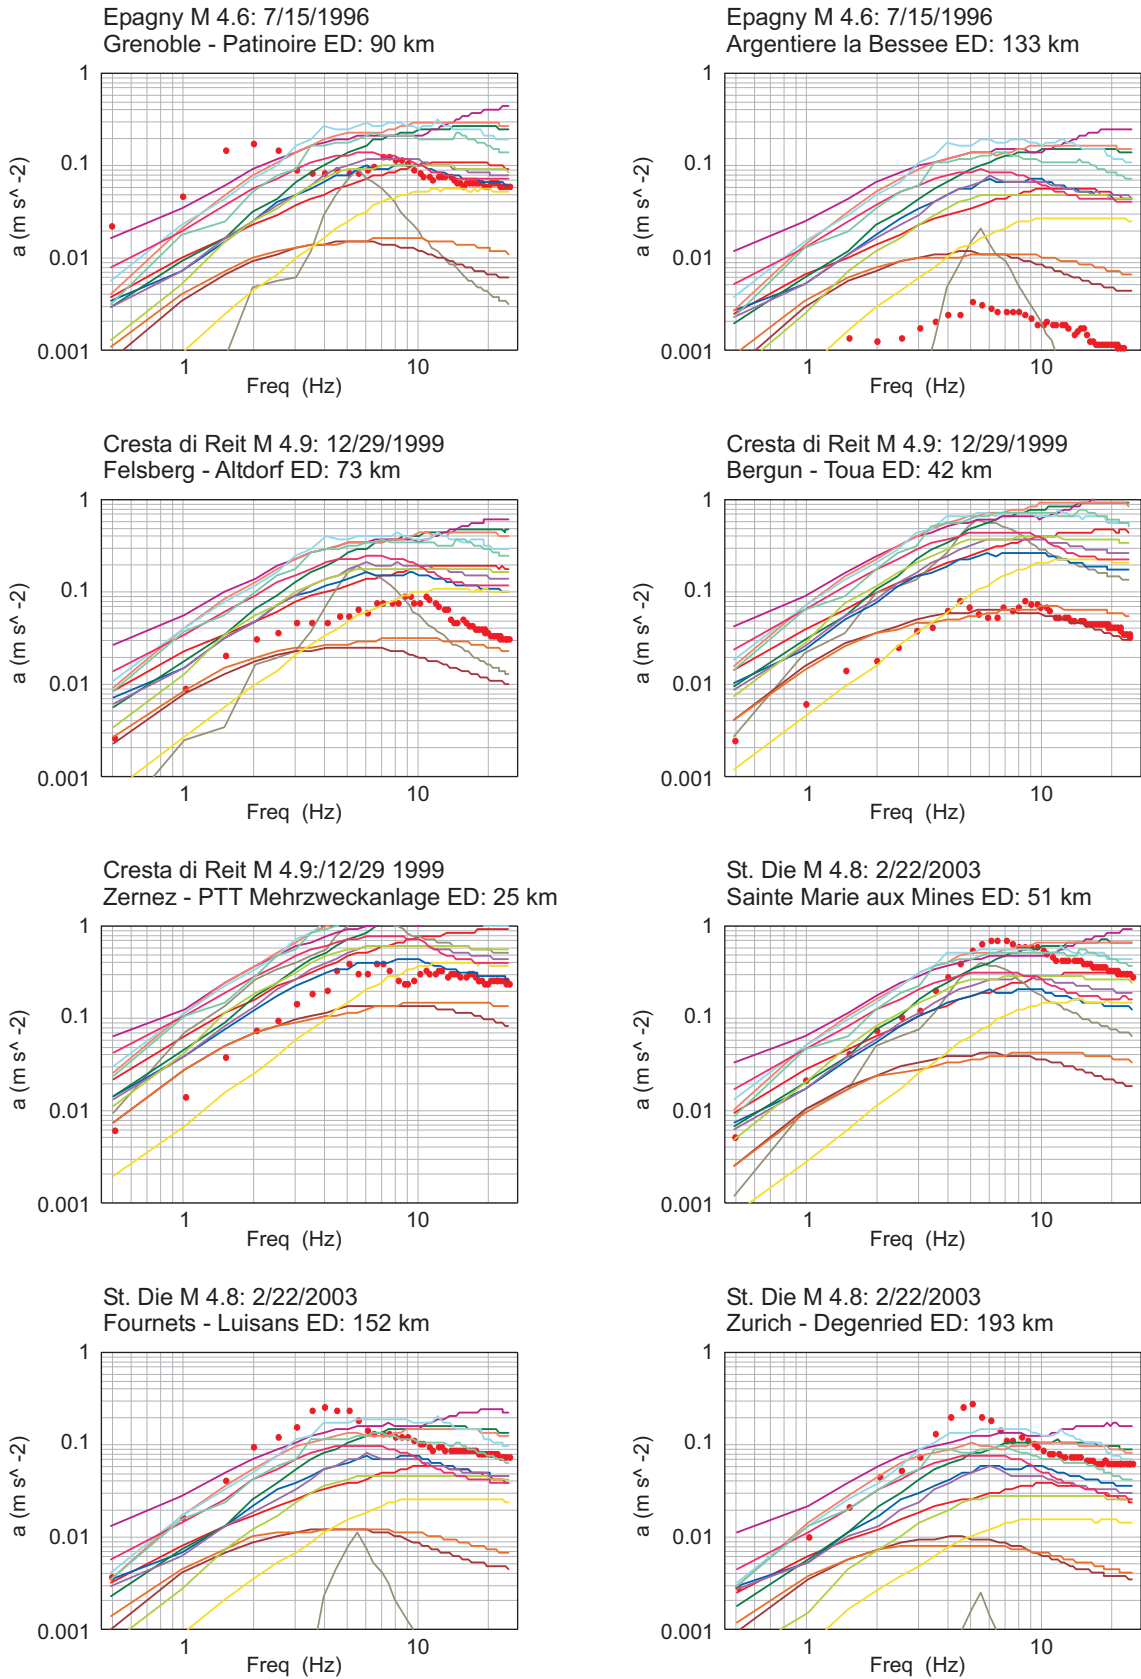 Epagny M 4.6: 7/15/1996
Grenoble - Patinoire ED: 90 km
1
0.1
0.01
0.001
a (m s^ -2)
1
10
Freq (Hz)
Epagny M 4.6: 7/15/1996
Argentiere la Bessee ED: 133 km
1
0.1
0.01
0.001
a (m s^ -2)
1
10
Freq (Hz)
Cresta di Reit M 4.9: 12/29/1999
Felsberg - Altdorf ED: 73 km
1
0.1
0.01
0.001
a (m s^ -2)
1
10
Freq (Hz)
Cresta di Reit M 4.9: 12/29/1999
Bergun - Toua ED: 42 km
1
0.1
0.01
0.001
a (m s^ -2)
1
10
Freq (Hz)
Cresta di Reit M 4.9:/12/29 1999
Zernez - PTT Mehrzweckanlage ED: 25 km
1
0.1
0.01
0.001
a (m s^ -2)
1
10
Freq (Hz)
St. Die M 4.8: 2/22/2003
Sainte Marie aux Mines ED: 51 km
1
0.1
0.01
0.001
a (m s^ -2)
1
10
Freq (Hz)
St. Die M 4.8: 2/22/2003
Fournets - Luisans ED: 152 km
1
0.1
0.01
0.001
a (m s^ -2)
1
10
Freq (Hz)
St. Die M 4.8: 2/22/2003
Zurich - Degenried ED: 193 km
1
0.1
0.01
0.001
a (m s^ -2)
1
10
Freq (Hz)